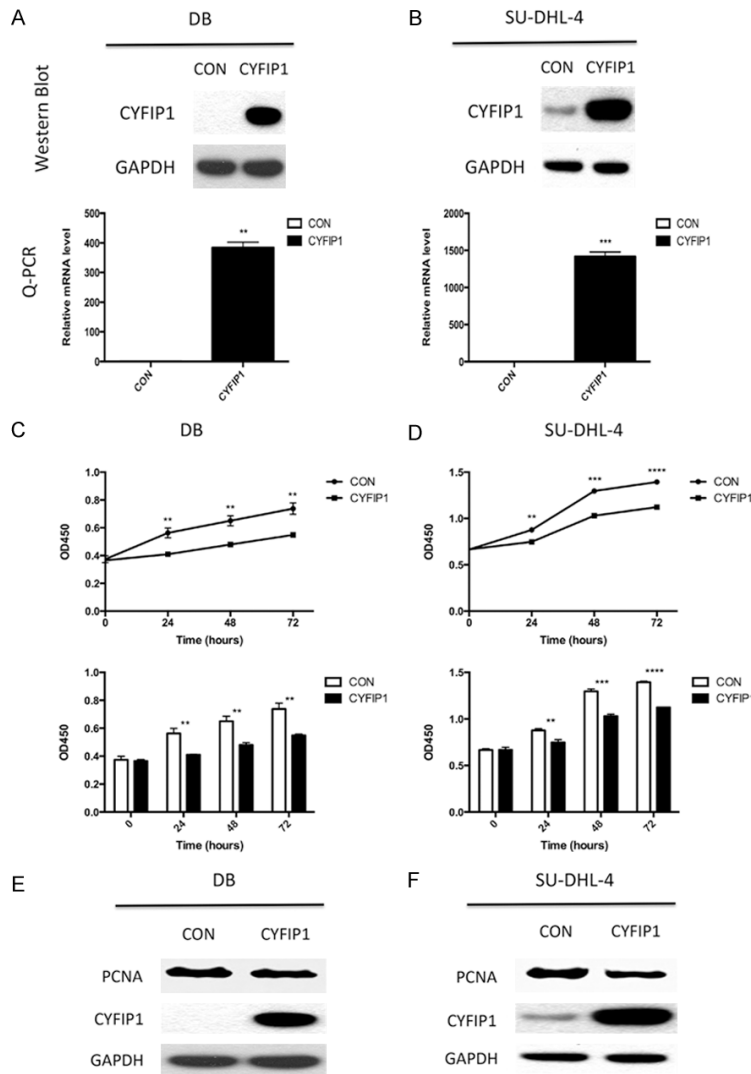 A
DB
CON CYFIP1
Western Blot
CYFIP1
GAPDH
Q-PCR
Relative mRNA level
500
400
300
200
100
0
**
CON
CYFIP1
CON
CYFIP1
B
SU-DHL-4
CON CYFIP1
CYFIP1
GAPDH
Relative mRNA level
2000
1500
1000
500
0
***
CON
CYFIP1
CON
CYFIP1
C
DB
OD450
1.0
0.8
0.6
0.4
0.2
0.0
** ** **
0 24 48 72
Time (hours)
CON
CYFIP1
OD450
1.0
0.8
0.6
0.4
0.2
0.0
** ** **
0 24 48 72
Time (hours)
CON
CYFIP1
D
SU-DHL-4
OD450
1.5
1.0
0.5
0.0
** *** ****
0 24 48 72
Time (hours)
CON
CYFIP1
OD450
1.5
1.0
0.5
0.0
** *** ****
0 24 48 72
Time (hours)
CON
CYFIP1
E
DB
CON CYFIP1
PCNA
CYFIP1
GAPDH
F
SU-DHL-4
CON CYFIP1
PCNA
CYFIP1
GAPDH